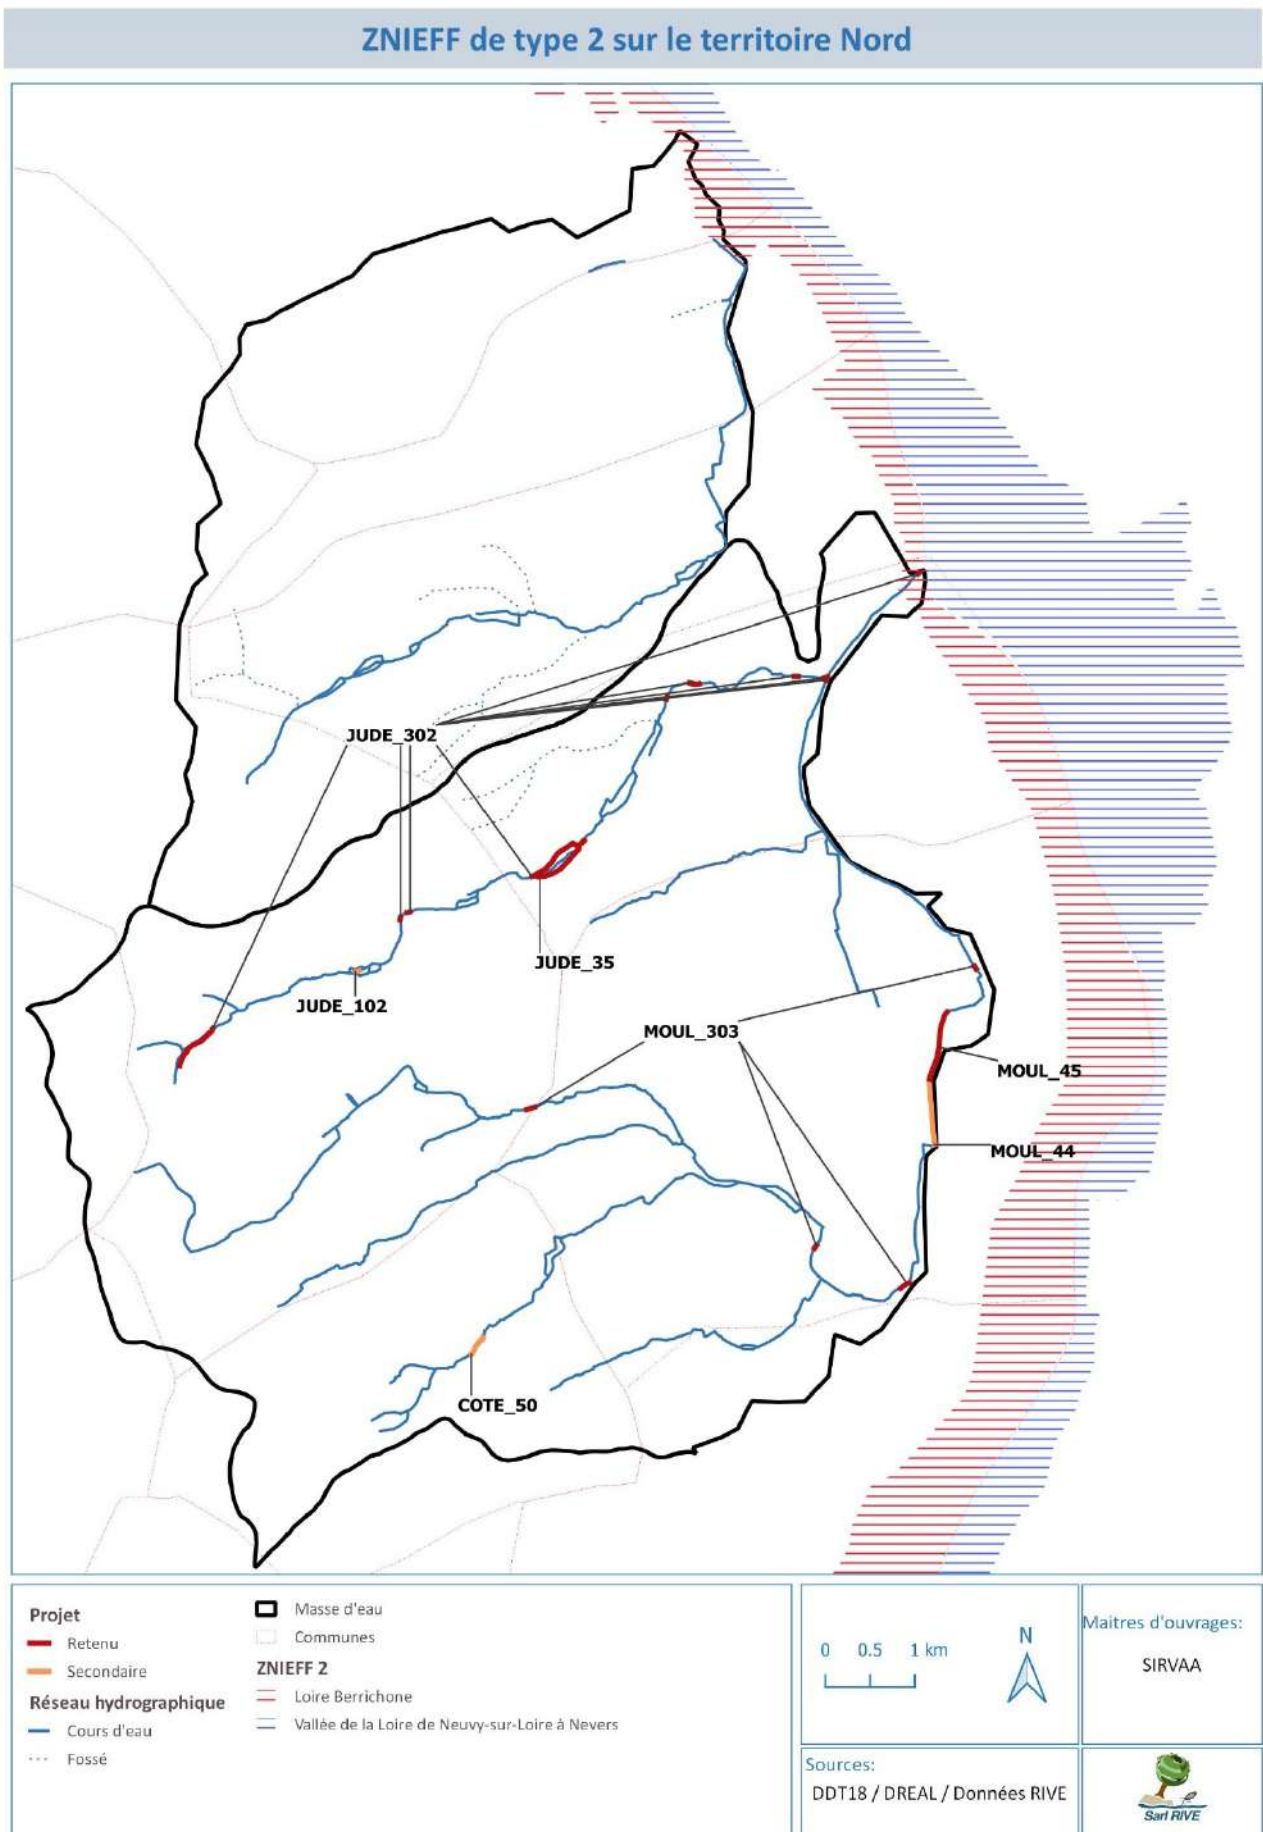 ZNIEFF de type 2 sur le territoire Nord
JUDE_302
JUDE_35
JUDE_102
MOUL_303
MOUL_45
MOUL_44
COTE_50
Projet
Retenu
Secondaire
Réseau hydrographique
Cours d'eau
Fossé
Masse d'eau
Communes
ZNIEFF 2
Loire Berrichone
Vallée de la Loire de Neuvy-sur-Loire à Nevers
0 0.5 1 km
N
Maitres d'ouvrages:
SIRVAA
Sources:
DDT18 / DREAL / Données RIVE
Sarl RIVE